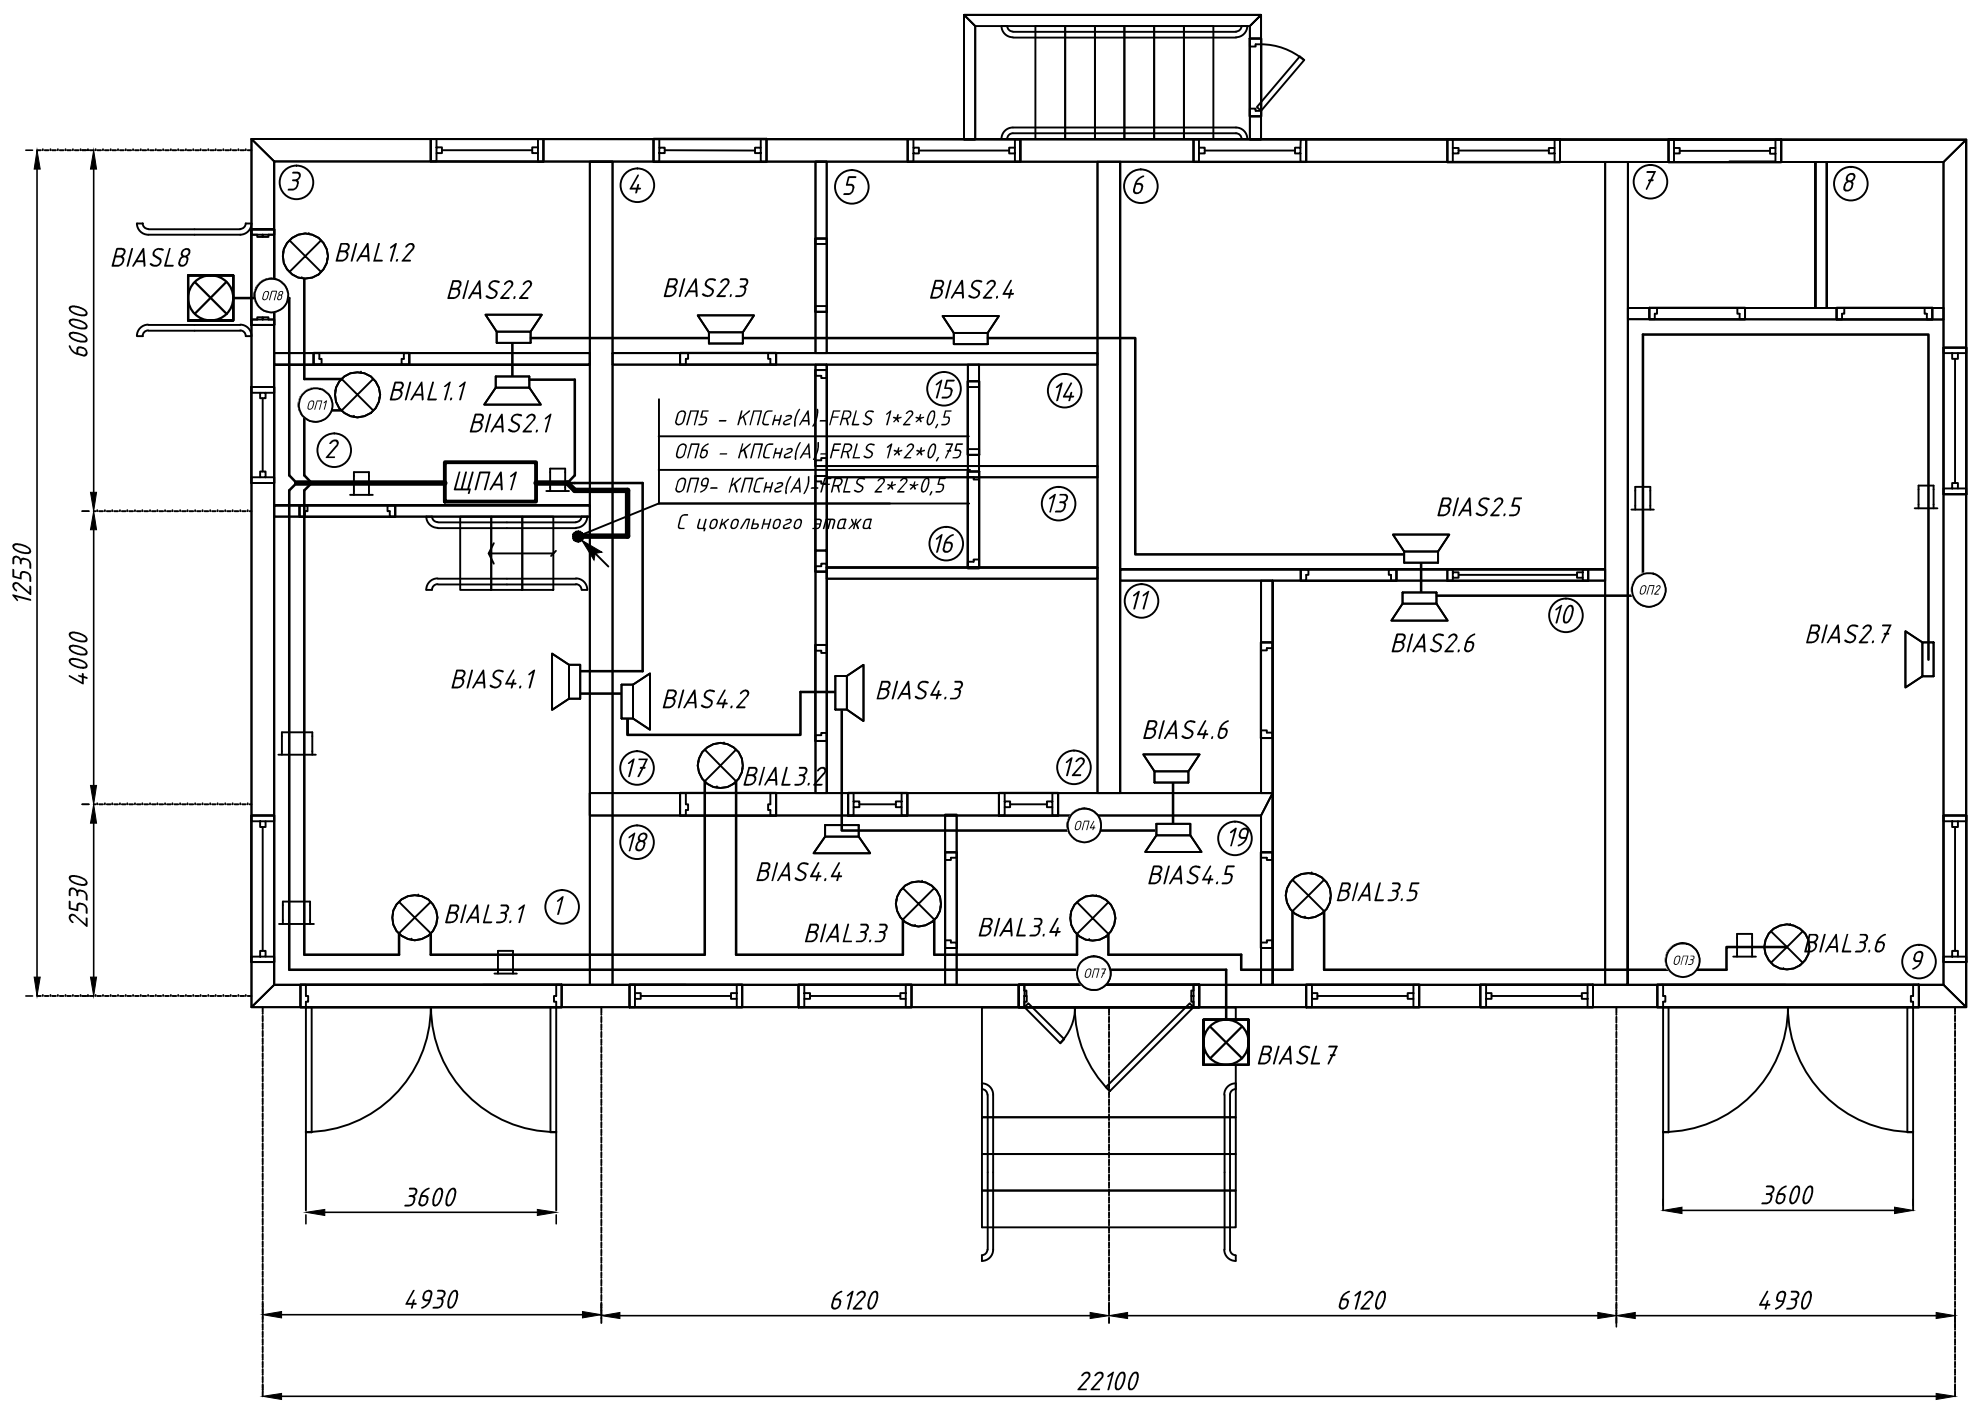 3
4
5
6
7
8
BIASL8
ОП8
BIAL1.2
BIAS2.2
BIAS2.3
BIAS2.4
6000
ОП1
BIAL1.1
BIAS2.1
15
14
ОП5 - КПСнг(А)-FRLS 1*2*0,5
ОП6 - КПСнг(А)-FRLS 1*2*0,75
ОП9- КПСнг(А)-FRLS 2*2*0,5
С цокольного этажа
2
ЩПА1
13
16
BIAS2.5
12530
4000
11
10
ОП2
BIAS2.6
BIAS2.7
BIAS4.1
BIAS4.2
BIAS4.3
BIAS4.6
17
BIAL3.2
12
18
ОП4
19
BIAS4.4
BIAS4.5
2530
1
BIAL3.1
BIAL3.3
BIAL3.4
BIAL3.5
BIAL3.6
ОП7
ОП3
9
BIASL7
3600
3600
4930
6120
6120
4930
22100